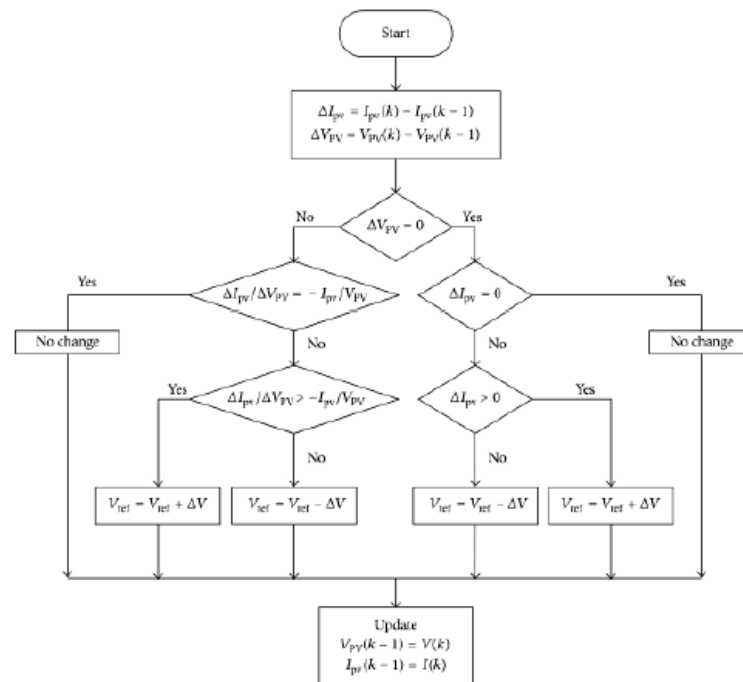 Start
ΔI_pv = I_pv(k) − I_pv(k − 1)
ΔV_PV = V_PV(k) − V_PV(k − 1)
No
ΔV_PV = 0
Yes
Yes
ΔI_pv/ΔV_PV = − I_pv/V_PV
ΔI_pv = 0
Yes
No change
No
No
No change
Yes
ΔI_pv/ΔV_PV > −I_pv/V_PV
ΔI_pv > 0
Yes
No
No
V_ref = V_ref + ΔV
V_ref = V_ref − ΔV
V_ref = V_ref − ΔV
V_ref = V_ref + ΔV
Update
V_PV(k − 1) = V(k)
I_pv(k − 1) = I(k)